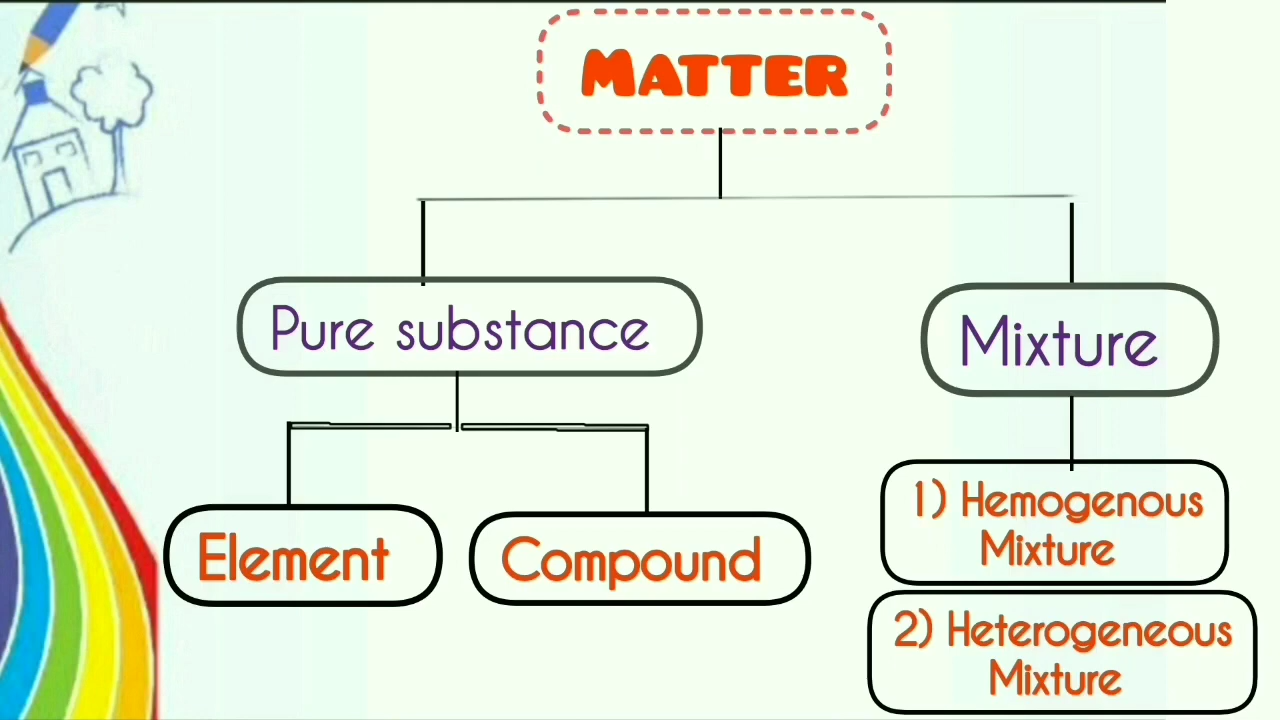 MATTER
Pure substance
Mixture
Element
Compound
1) Hemogenous
Mixture
2) Heterogeneous
Mixture